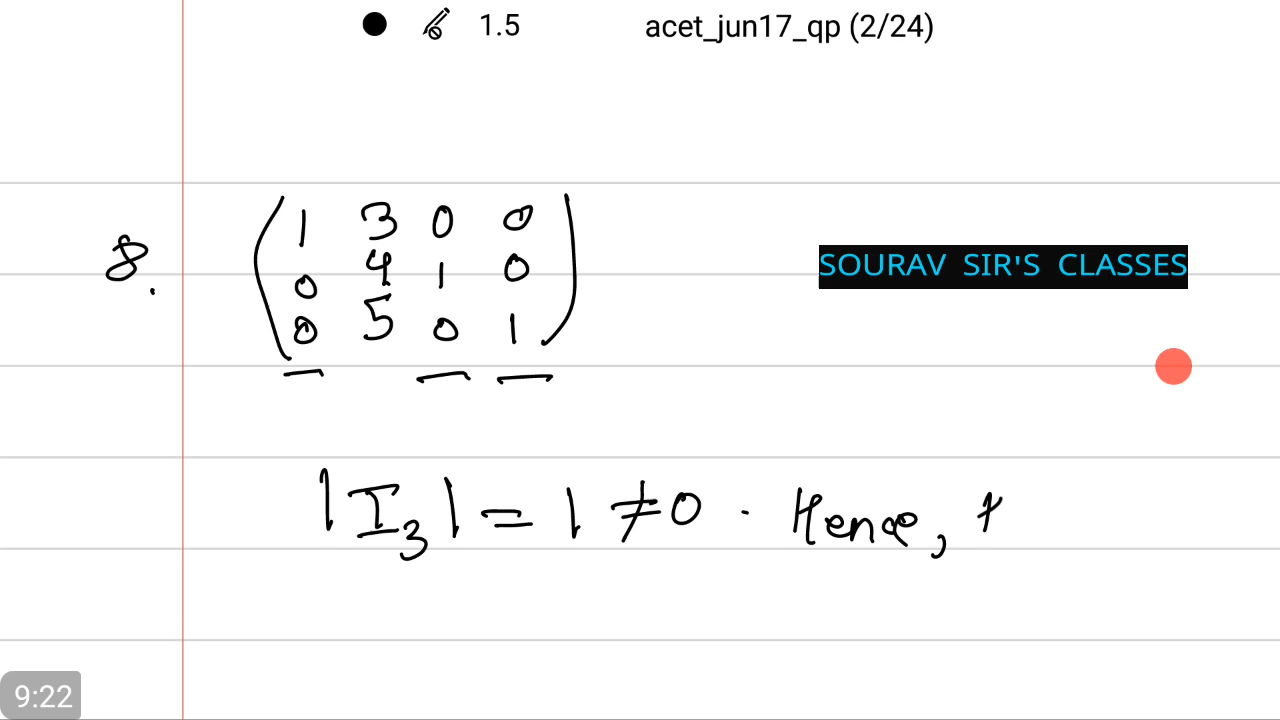 1.5 acet_jun17_qp (2/24)
8. ( 1 3 0 0
0 4 1 0
0 5 0 1 )
SOURAV SIR'S CLASSES
|I₃| = 1 ≠ 0 . Hence,
9:22